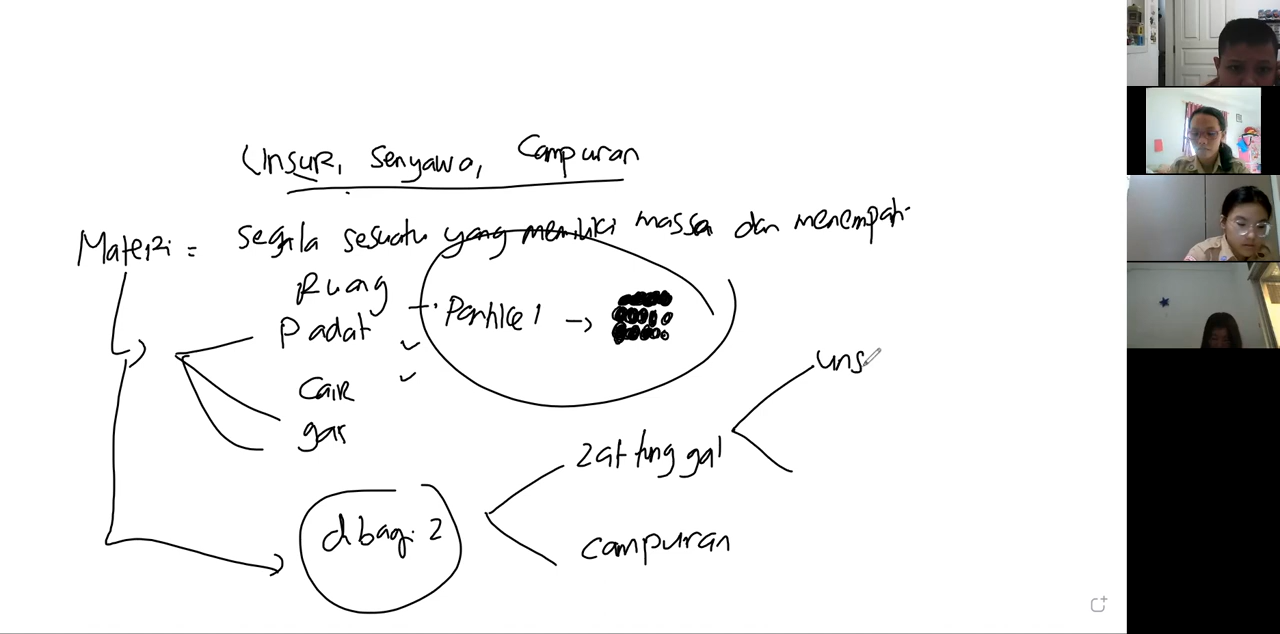 Unsur, Senyawa, Campuran
Materi = segala sesuatu yang memiliki massa dan menempati
Ruang
Padat
Partikel →
Cair
gas
uns
zat tunggal
dibagi 2
campuran